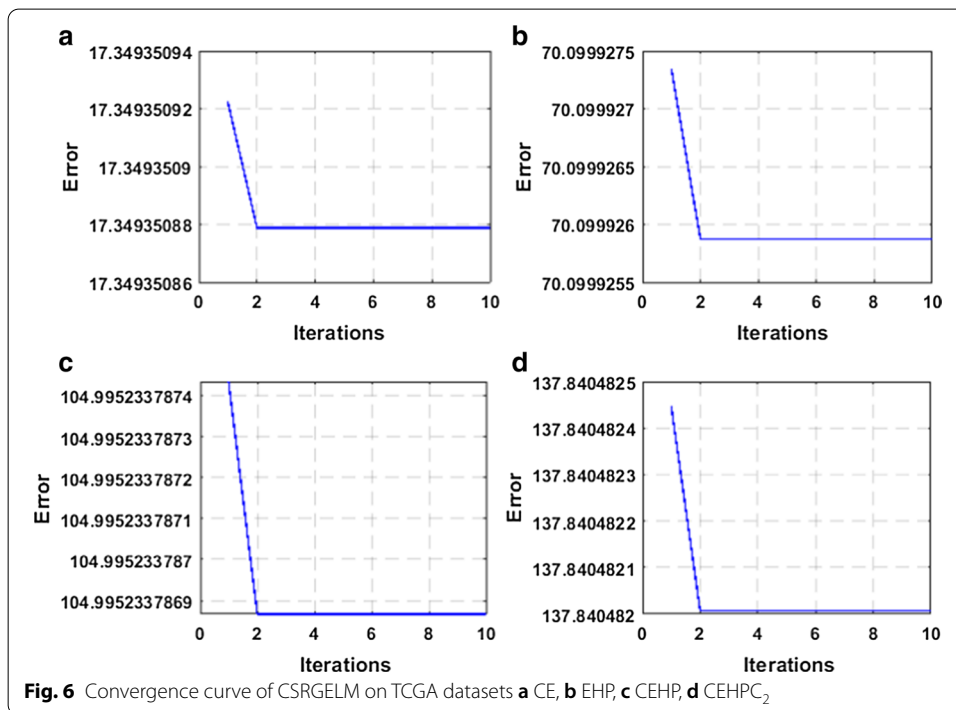 a
17.34935094
17.34935092
17.3493509
17.34935088
17.34935086
Error
0 2 4 6 8 10
Iterations
b
70.0999275
70.099927
70.0999265
70.099926
70.0999255
Error
0 2 4 6 8 10
Iterations
c
104.9952337874
104.9952337873
104.9952337872
104.9952337871
104.995233787
104.9952337869
Error
0 2 4 6 8 10
Iterations
d
137.8404825
137.8404824
137.8404823
137.8404822
137.8404821
137.840482
Error
0 2 4 6 8 10
Iterations
Fig. 6 Convergence curve of CSRGELM on TCGA datasets a CE, b EHP, c CEHP, d CEHPC₂